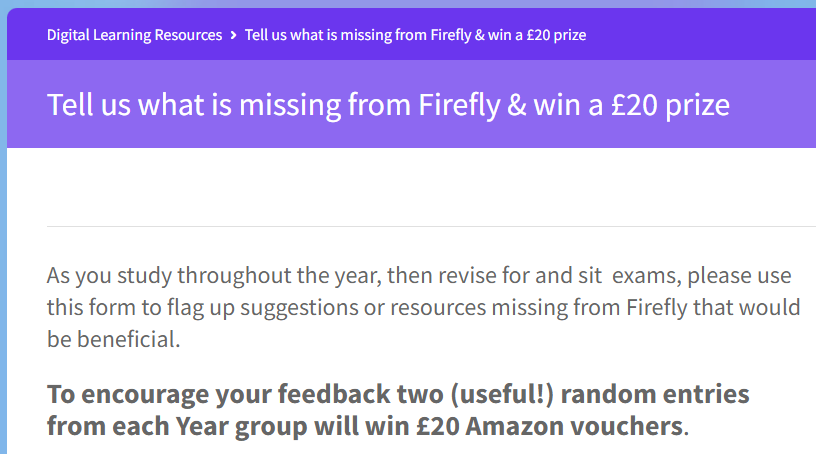 Digital Learning Resources > Tell us what is missing from Firefly & win a £20 prize
Tell us what is missing from Firefly & win a £20 prize
As you study throughout the year, then revise for and sit  exams, please use
this form to flag up suggestions or resources missing from Firefly that would
be beneficial.
To encourage your feedback two (useful!) random entries
from each Year group will win £20 Amazon vouchers.